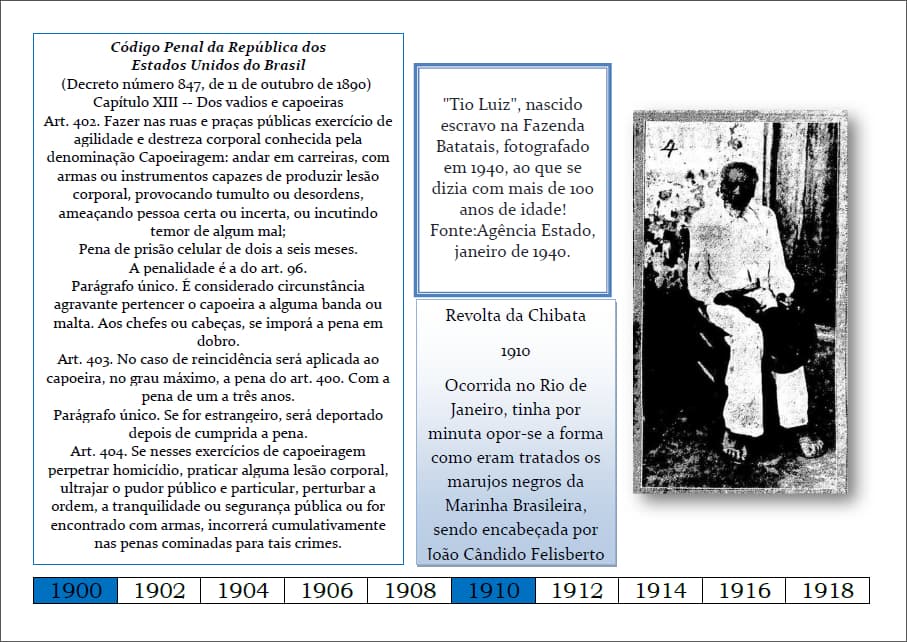 Código Penal da República dos
Estados Unidos do Brasil
(Decreto número 847, de 11 de outubro de 1890)
Capítulo XIII -- Dos vadios e capoeiras
Art. 402. Fazer nas ruas e praças públicas exercício de
agilidade e destreza corporal conhecida pela
denominação Capoeiragem: andar em carreiras, com
armas ou instrumentos capazes de produzir lesão
corporal, provocando tumulto ou desordens,
ameaçando pessoa certa ou incerta, ou incutindo
temor de algum mal;
Pena de prisão celular de dois a seis meses.
A penalidade é a do art. 96.
Parágrafo único. É considerado circunstância
agravante pertencer o capoeira a alguma banda ou
malta. Aos chefes ou cabeças, se imporá a pena em
dobro.
Art. 403. No caso de reincidência será aplicada ao
capoeira, no grau máximo, a pena do art. 400. Com a
pena de um a três anos.
Parágrafo único. Se for estrangeiro, será deportado
depois de cumprida a pena.
Art. 404. Se nesses exercícios de capoeiragem
perpetrar homicídio, praticar alguma lesão corporal,
ultrajar o pudor público e particular, perturbar a
ordem, a tranquilidade ou segurança pública ou for
encontrado com armas, incorrerá cumulativamente
nas penas cominadas para tais crimes.
"Tio Luiz", nascido
escravo na Fazenda
Batatais, fotografado
em 1940, ao que se
dizia com mais de 100
anos de idade!
Fonte:Agência Estado,
janeiro de 1940.
Revolta da Chibata
1910
Ocorrida no Rio de
Janeiro, tinha por
minuta opor-se a forma
como eram tratados os
marujos negros da
Marinha Brasileira,
sendo encabeçada por
João Cândido Felisberto
4
1900 1902 1904 1906 1908 1910 1912 1914 1916 1918